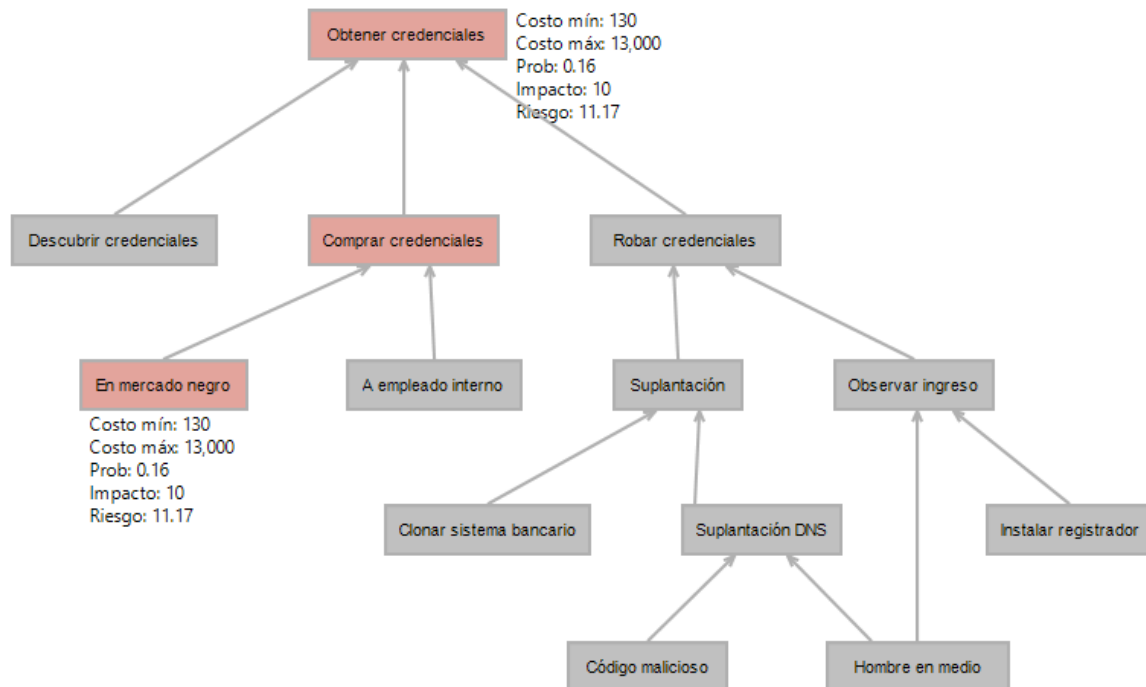 Obtener credenciales
Costo mín: 130
Costo máx: 13,000
Prob: 0.16
Impacto: 10
Riesgo: 11.17
Descubrir credenciales
Comprar credenciales
Robar credenciales
En mercado negro
A empleado interno
Suplantación
Observar ingreso
Costo mín: 130
Costo máx: 13,000
Prob: 0.16
Impacto: 10
Riesgo: 11.17
Clonar sistema bancario
Suplantación DNS
Instalar registrador
Código malicioso
Hombre en medio